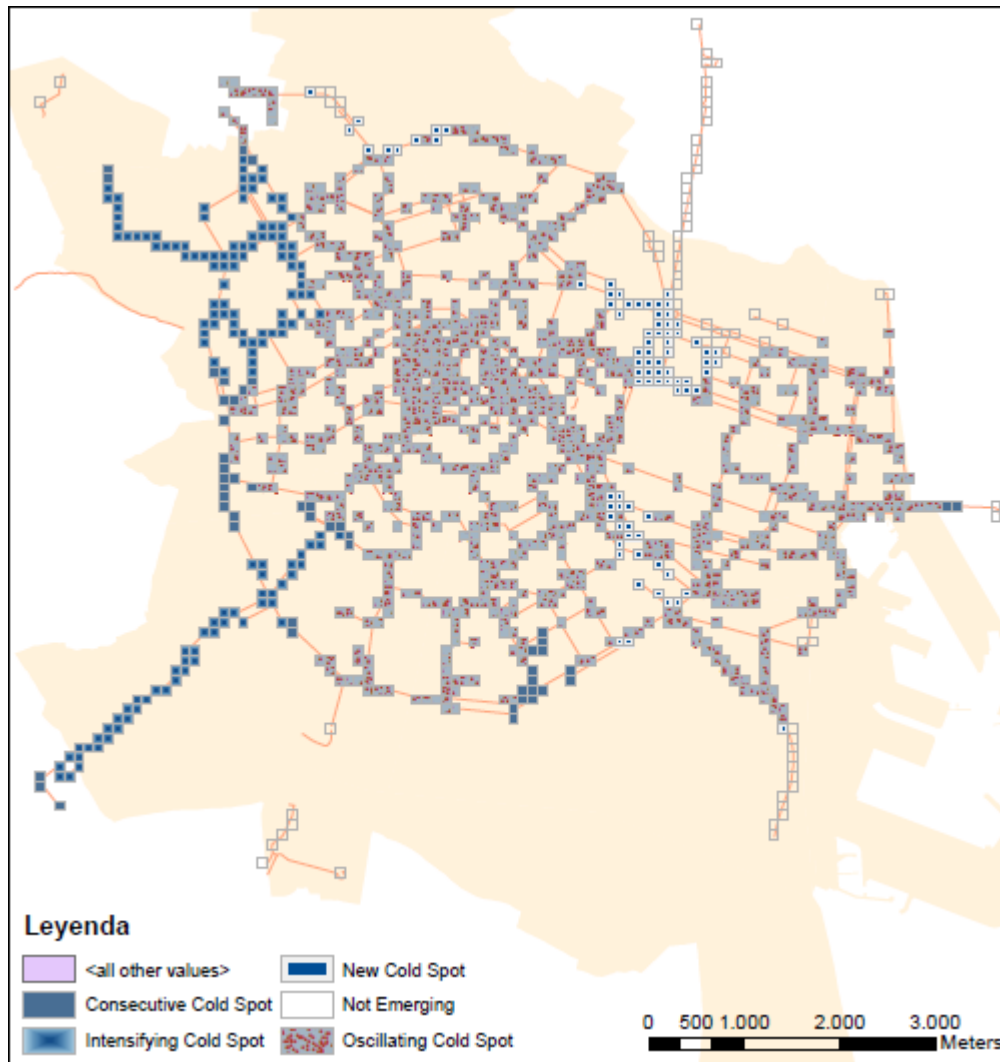 Leyenda
<all other values>
New Cold Spot
Consecutive Cold Spot
Not Emerging
Intensifying Cold Spot
Oscillating Cold Spot
0 500 1.000 2.000 3.000
Meters